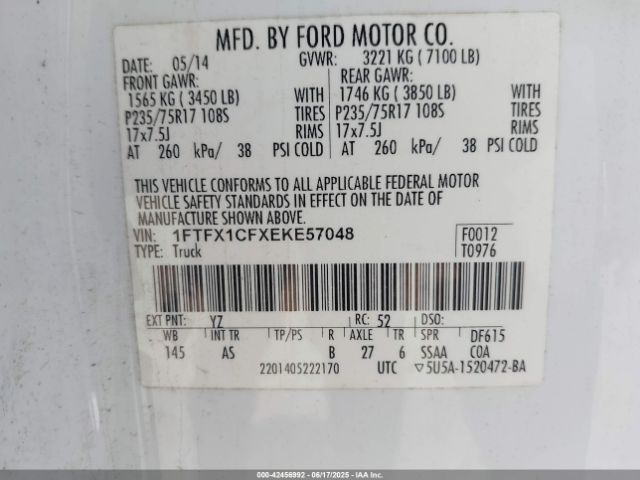 MFD. BY FORD MOTOR CO.
DATE: 05/14 GVWR: 3221 KG ( 7100 LB)
FRONT GAWR: REAR GAWR:
1565 KG ( 3450 LB) WITH 1746 KG ( 3850 LB) WITH
P235/75R17 108S TIRES P235/75R17 108S TIRES
17x7.5J RIMS 17x7.5J RIMS
AT 260 kPa/ 38 PSI COLD AT 260 kPa/ 38 PSI COLD
THIS VEHICLE CONFORMS TO ALL APPLICABLE FEDERAL MOTOR
VEHICLE SAFETY STANDARDS IN EFFECT ON THE DATE OF
MANUFACTURE SHOWN ABOVE.
VIN: 1FTFX1CFXEKE57048 F0012
TYPE: Truck T0976
EXT PNT: YZ RC: 52 DSO:
WB INT TR TP/PS R AXLE TR SPR DF615
145 AS B 27 6 SSAA COA
2201405222170 UTC ▽5U5A-1520472-BA
000-42456992 - 06/17/2025 - IAA Inc. - COPART